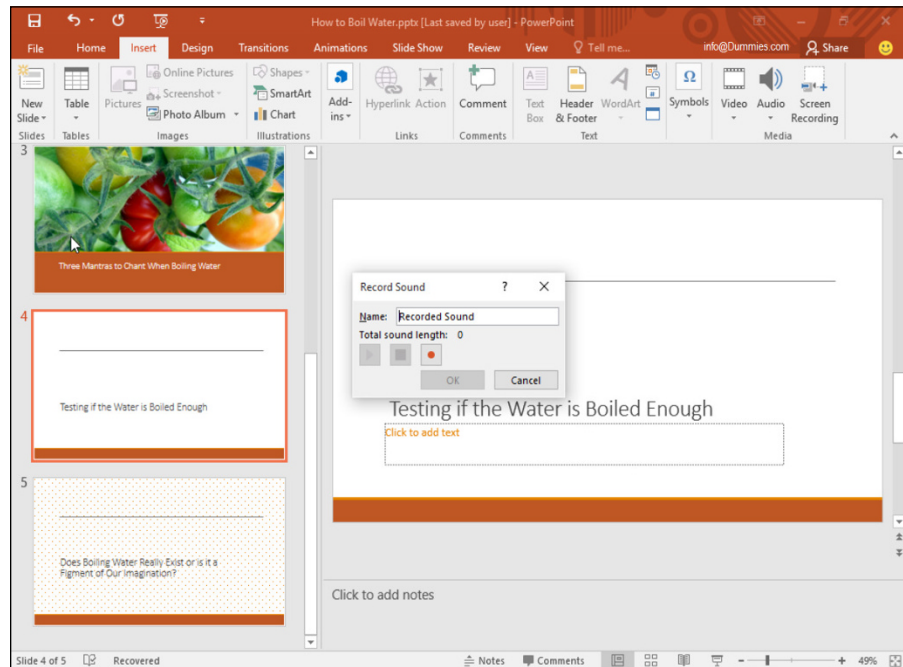 How to Boil Water.pptx [Last saved by user] - PowerPoint
File Home Insert Design Transitions Animations Slide Show Review View Tell me... info@Dummies.com Share
New Slide
Table
Pictures
Online Pictures
Screenshot
Photo Album
Shapes
SmartArt
Chart
Add-ins
Hyperlink
Action
Comment
Text Box
Header & Footer
WordArt
Symbols
Video
Audio
Screen Recording
Slides Tables Images Illustrations Links Comments Text Media
3
Three Mantras to Chant When Boiling Water
4
Testing if the Water is Boiled Enough
5
Does Boiling Water Really Exist or is it a
Figment of Our Imagination?
Record Sound ?
Name: Recorded Sound
Total sound length: 0
OK Cancel
Testing if the Water is Boiled Enough
Click to add text
Click to add notes
Slide 4 of 5 Recovered Notes Comments 49%